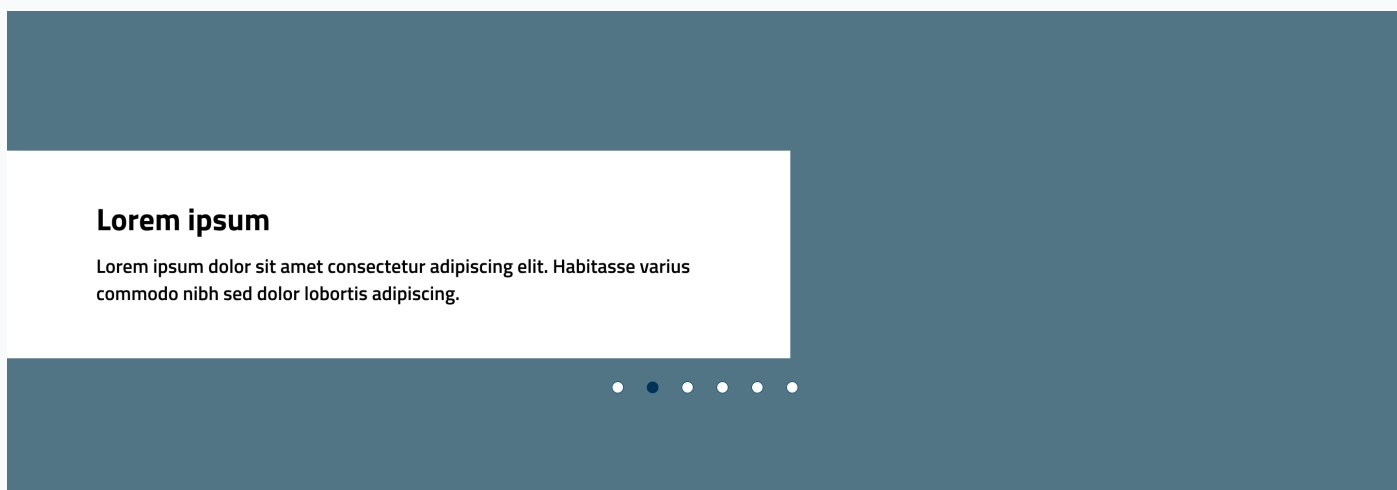 Lorem ipsum
Lorem ipsum dolor sit amet consectetur adipiscing elit. Habitasse varius
commodo nibh sed dolor lobortis adipiscing.